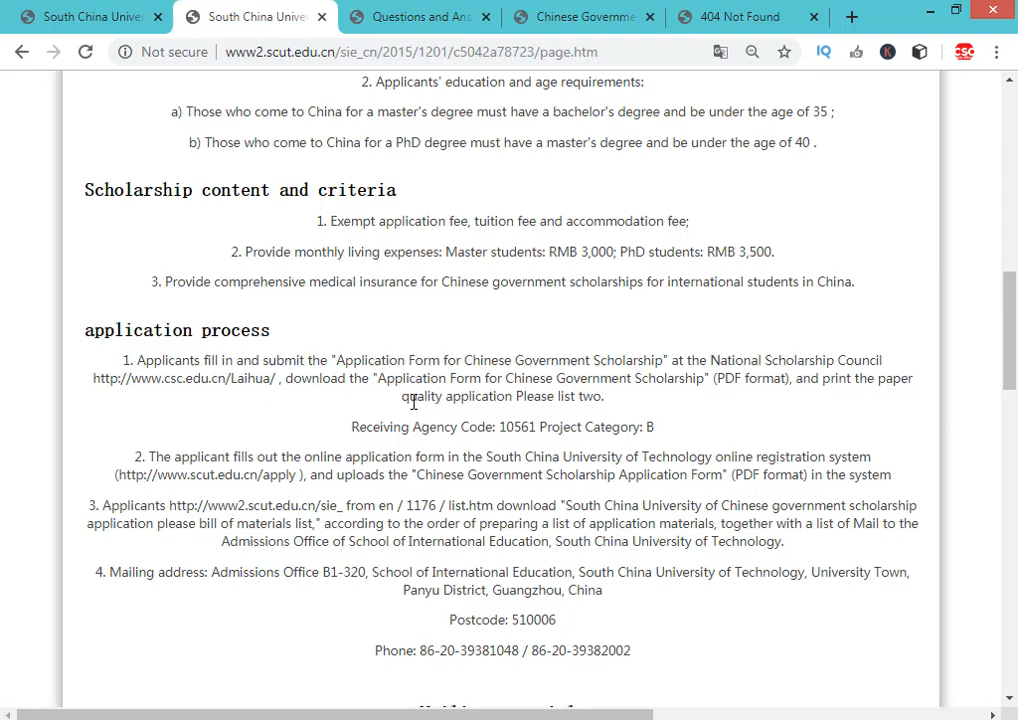 South China Univer
South China Unive
Questions and Ans
Chinese Governme
404 Not Found
Not secure
www2.scut.edu.cn/sie_cn/2015/1201/c5042a78723/page.htm
IQ
K
CSC
2. Applicants' education and age requirements:
a) Those who come to China for a master's degree must have a bachelor's degree and be under the age of 35 ;
b) Those who come to China for a PhD degree must have a master's degree and be under the age of 40 .
Scholarship content and criteria
1. Exempt application fee, tuition fee and accommodation fee;
2. Provide monthly living expenses: Master students: RMB 3,000; PhD students: RMB 3,500.
3. Provide comprehensive medical insurance for Chinese government scholarships for international students in China.
application process
1. Applicants fill in and submit the "Application Form for Chinese Government Scholarship" at the National Scholarship Council
http://www.csc.edu.cn/Laihua/ , download the "Application Form for Chinese Government Scholarship" (PDF format), and print the paper
quality application Please list two.
Receiving Agency Code: 10561 Project Category: B
2. The applicant fills out the online application form in the South China University of Technology online registration system
(http://www.scut.edu.cn/apply ), and uploads the "Chinese Government Scholarship Application Form" (PDF format) in the system
3. Applicants http://www2.scut.edu.cn/sie_ from en / 1176 / list.htm download "South China University of Chinese government scholarship
application please bill of materials list," according to the order of preparing a list of application materials, together with a list of Mail to the
Admissions Office of School of International Education, South China University of Technology.
4. Mailing address: Admissions Office B1-320, School of International Education, South China University of Technology, University Town,
Panyu District, Guangzhou, China
Postcode: 510006
Phone: 86-20-39381048 / 86-20-39382002